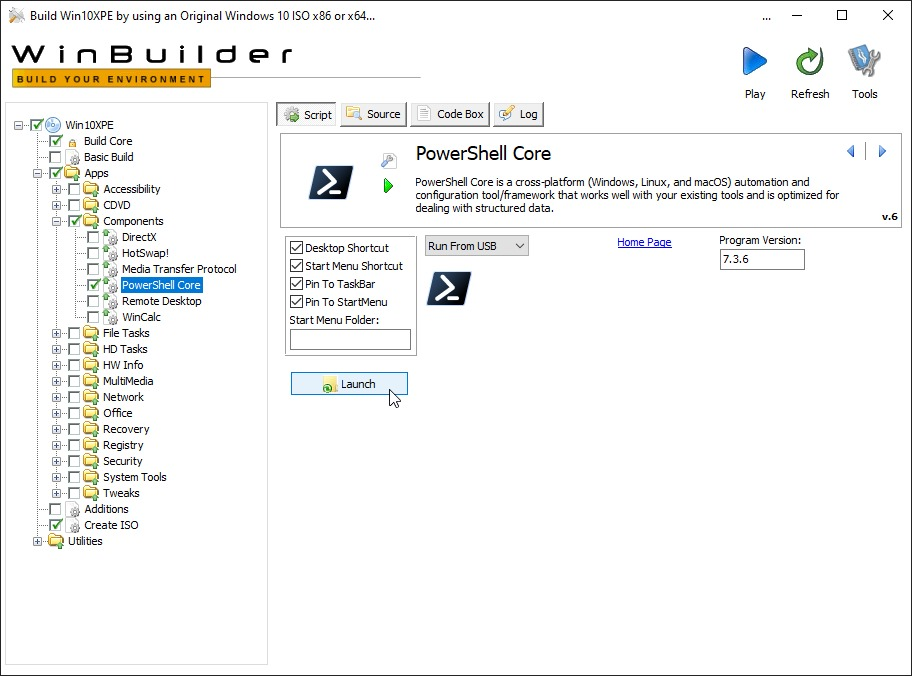 Build Win10XPE by using an Original Windows 10 ISO x86 or x64...
...
WinBuilder
BUILD YOUR ENVIRONMENT
Play
Refresh
Tools
Win10XPE
Build Core
Basic Build
Apps
Accessibility
CDVD
Components
DirectX
HotSwap!
Media Transfer Protocol
PowerShell Core
Remote Desktop
WinCalc
File Tasks
HD Tasks
HW Info
MultiMedia
Network
Office
Recovery
Registry
Security
System Tools
Tweaks
Additions
Create ISO
Utilities
Script
Source
Code Box
Log
PowerShell Core
PowerShell Core is a cross-platform (Windows, Linux, and macOS) automation and
configuration tool/framework that works well with your existing tools and is optimized for
dealing with structured data.
v.6
Desktop Shortcut
Start Menu Shortcut
Pin To TaskBar
Pin To StartMenu
Start Menu Folder:
Run From USB
Home Page
Program Version:
7.3.6
Launch